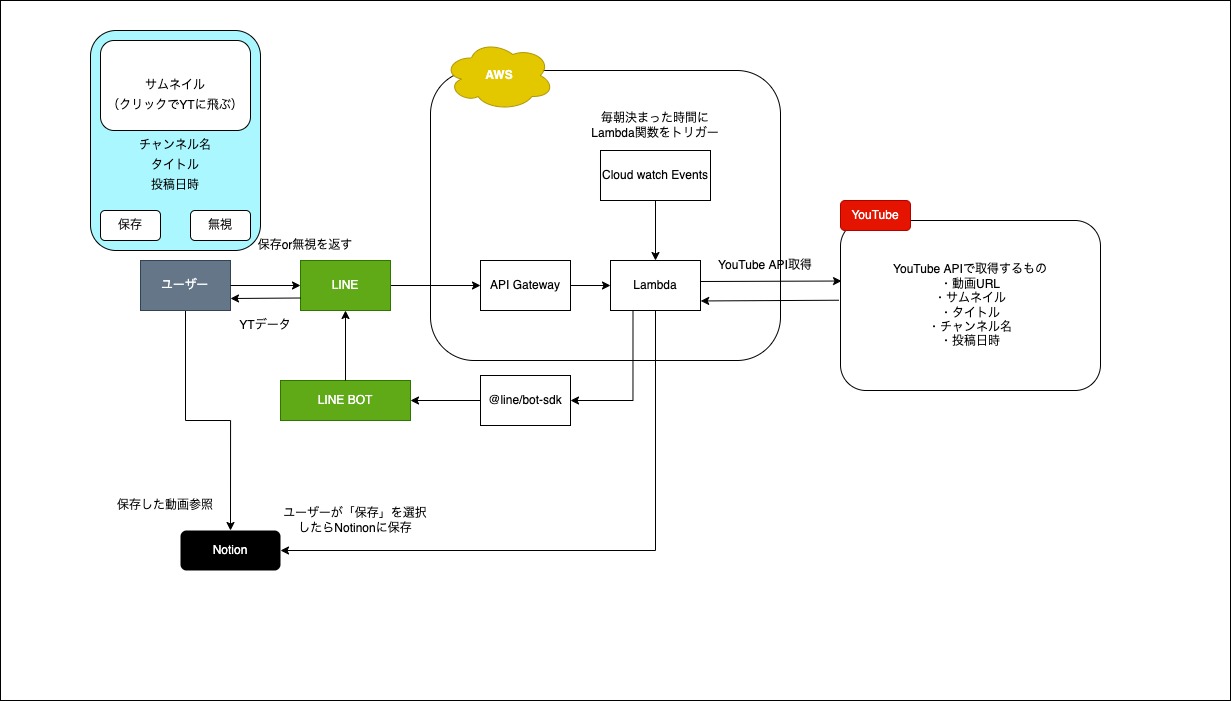 サムネイル
（クリックでYTに飛ぶ）
チャンネル名
タイトル
投稿日時
保存
無視
AWS
毎朝決まった時間に
Lambda関数をトリガー
Cloud watch Events
YouTube
保存or無視を返す
ユーザー
LINE
API Gateway
Lambda
YouTube API取得
YouTube APIで取得するもの
・動画URL
・サムネイル
・タイトル
・チャンネル名
・投稿日時
YTデータ
LINE BOT
@line/bot-sdk
保存した動画参照
ユーザーが「保存」を選択
したらNotinonに保存
Notion